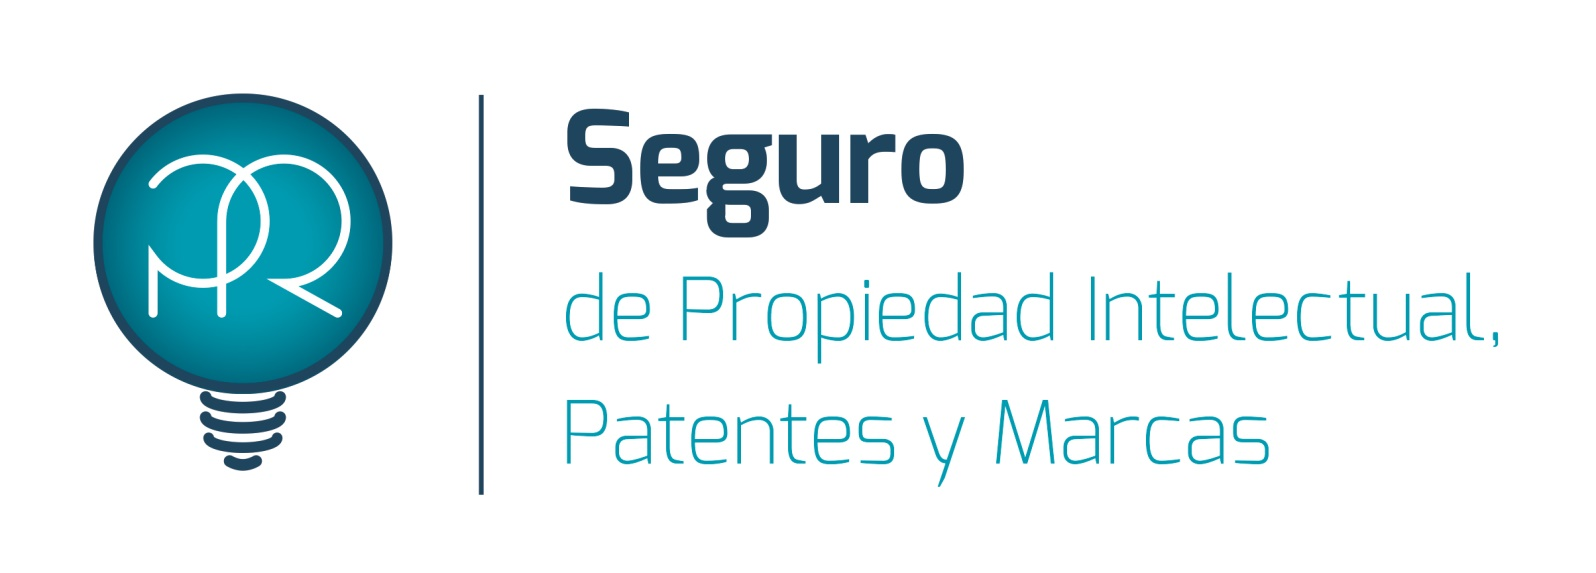 Seguro
de Propiedad Intelectual,
Patentes y Marcas